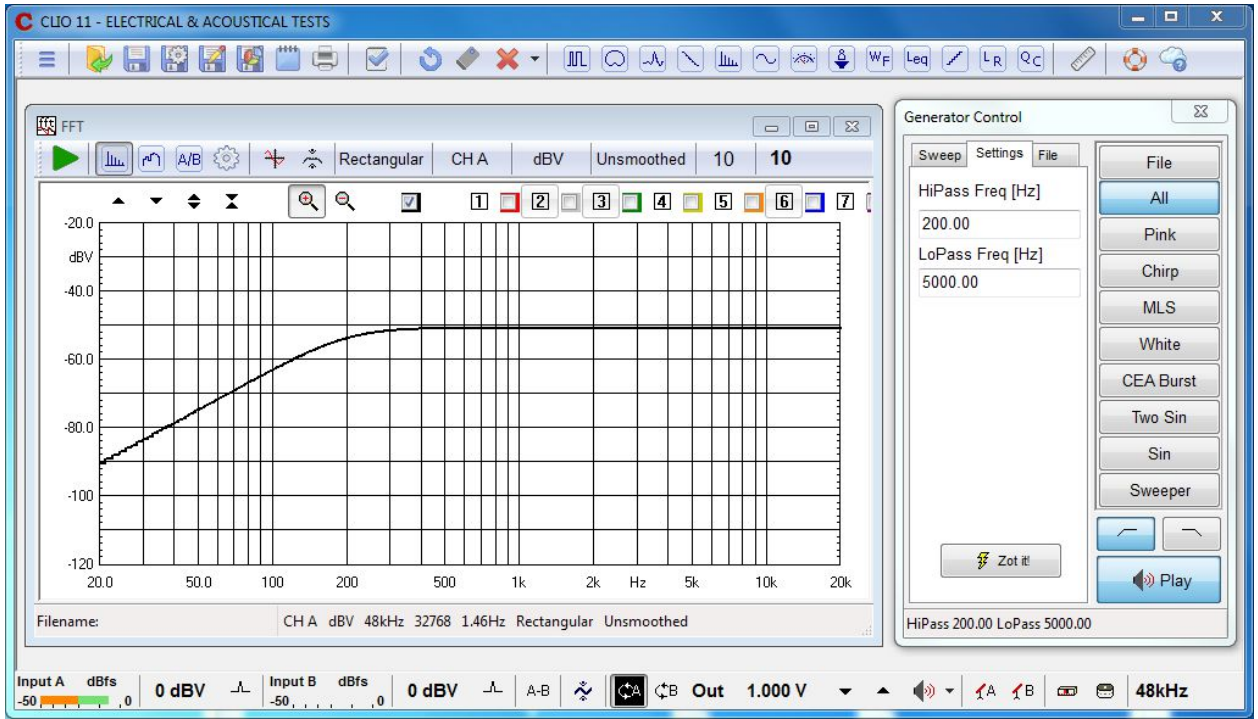 CLIO 11 - ELECTRICAL & ACOUSTICAL TESTS
WF Leq LR QC
FFT
A/B Rectangular CH A dBV Unsmoothed 10 10
1 2 3 4 5 6 7
-20.0
dBV
-40.0
-60.0
-80.0
-100
-120
20.0 50.0 100 200 500 1k 2k Hz 5k 10k 20k
Filename: CH A dBV 48kHz 32768 1.46Hz Rectangular Unsmoothed
Generator Control
Sweep Settings File
HiPass Freq [Hz]
200.00
LoPass Freq [Hz]
5000.00
Zot it!
File
All
Pink
Chirp
MLS
White
CEA Burst
Two Sin
Sin
Sweeper
Play
HiPass 200.00 LoPass 5000.00
Input A dBfs
-50 0
0 dBV
Input B dBfs
-50 0
0 dBV
A-B A B Out 1.000 V A B 48kHz